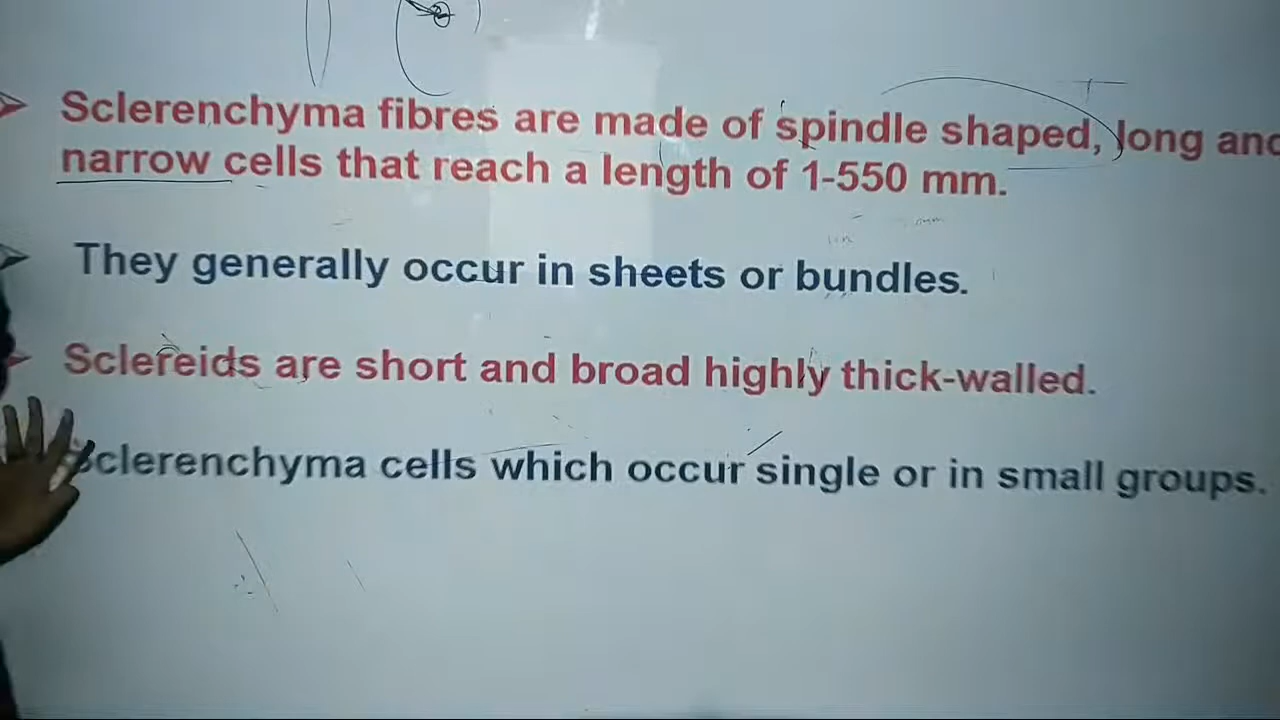 Sclerenchyma fibres are made of spindle shaped, long and
narrow cells that reach a length of 1-550 mm.
They generally occur in sheets or bundles.
Sclereids are short and broad highly thick-walled.
Sclerenchyma cells which occur single or in small groups.